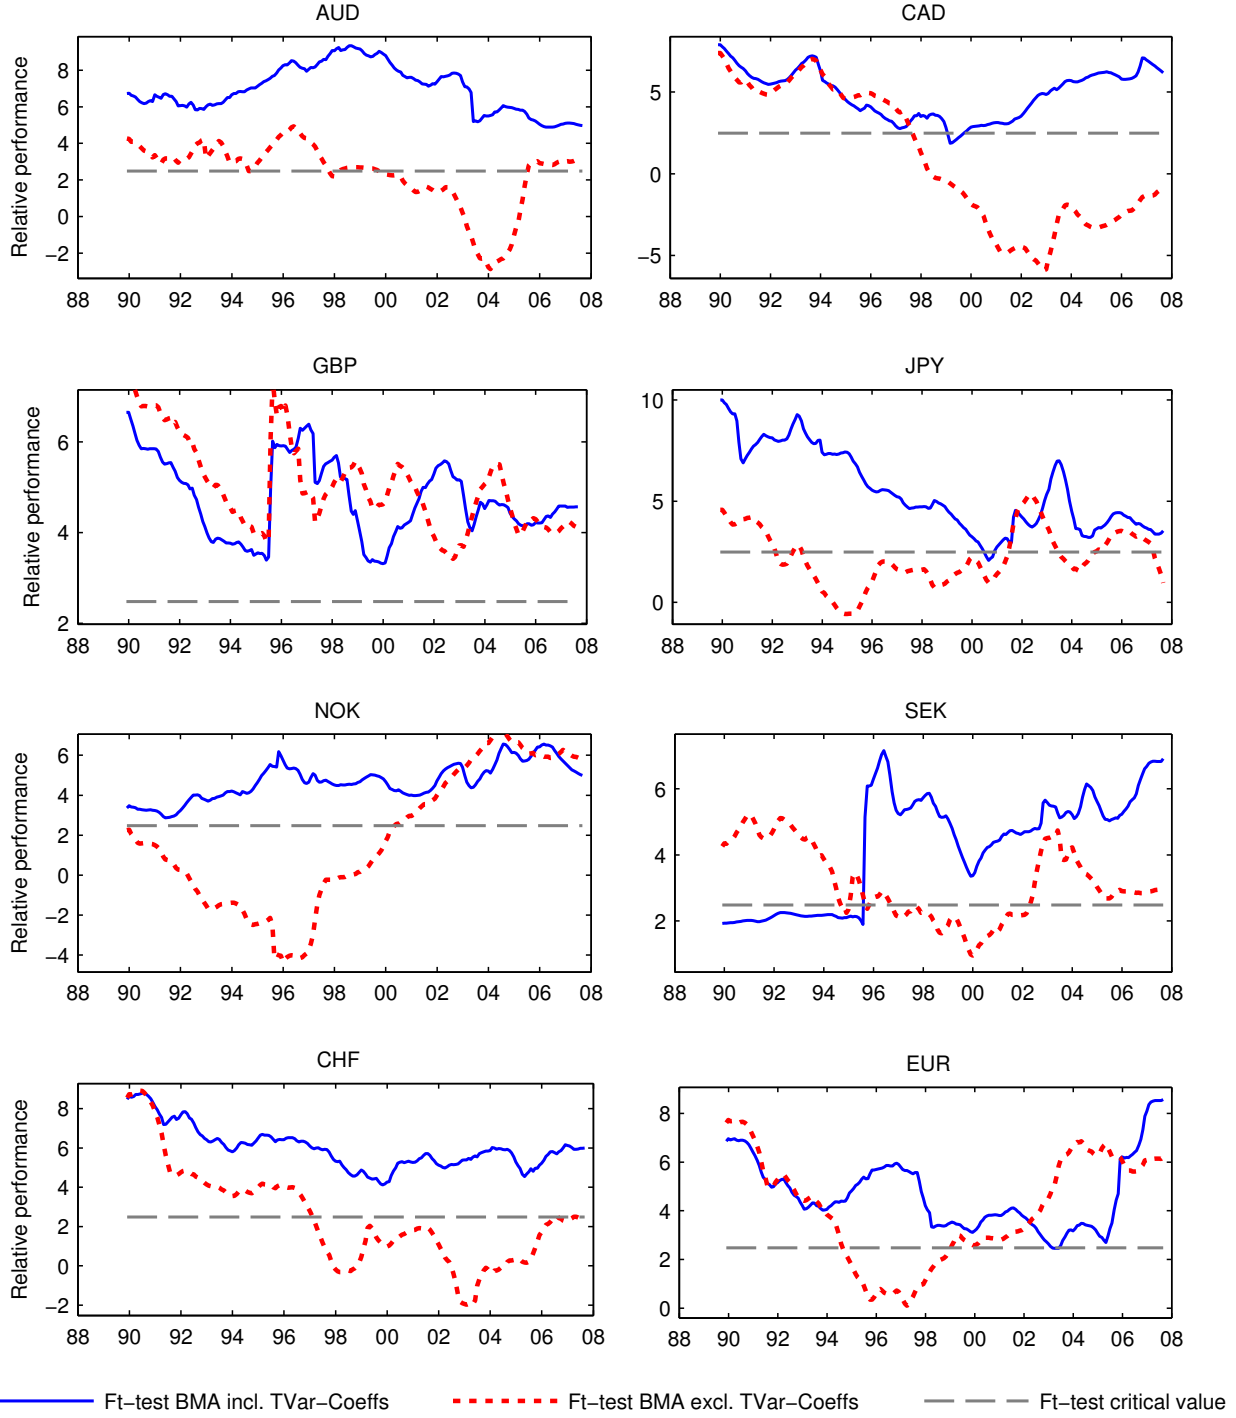 AUD
CAD
Relative performance
8
6
4
2
0
−2
88 90 92 94 96 98 00 02 04 06 08
5
0
−5
88 90 92 94 96 98 00 02 04 06 08
GBP
JPY
Relative performance
6
4
2
88 90 92 94 96 98 00 02 04 06 08
10
5
0
88 90 92 94 96 98 00 02 04 06 08
NOK
SEK
Relative performance
6
4
2
0
−2
−4
88 90 92 94 96 98 00 02 04 06 08
6
4
2
88 90 92 94 96 98 00 02 04 06 08
CHF
EUR
Relative performance
8
6
4
2
0
−2
88 90 92 94 96 98 00 02 04 06 08
8
6
4
2
0
88 90 92 94 96 98 00 02 04 06 08
Ft−test BMA incl. TVar−Coeffs Ft−test BMA excl. TVar−Coeffs Ft−test critical value